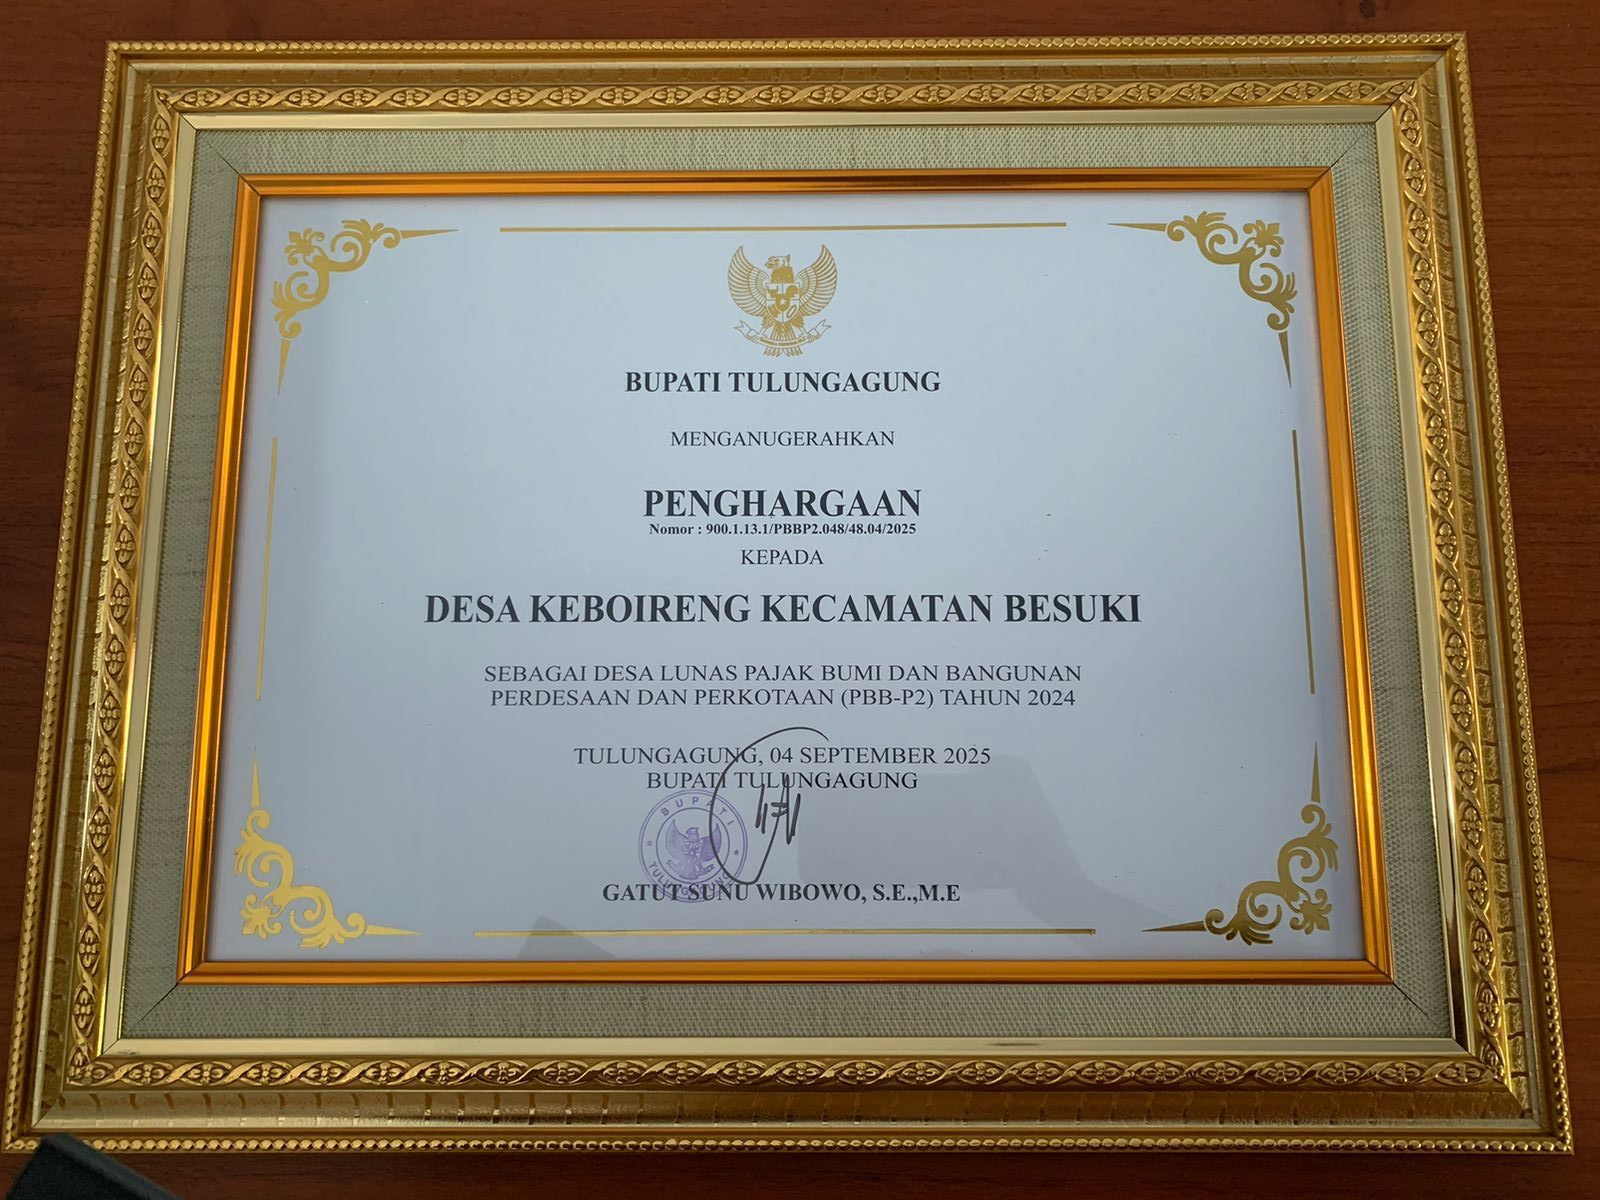 BUPATI TULUNGAGUNG
MENGANUGERAHKAN
PENGHARGAAN
Nomor : 900.1.13.1/PBBP2.048/48.04/2025
KEPADA
DESA KEBOIRENG KECAMATAN BESUKI
SEBAGAI DESA LUNAS PAJAK BUMI DAN BANGUNAN
PERDESAAN DAN PERKOTAAN (PBB-P2) TAHUN 2024
TULUNGAGUNG, 04 SEPTEMBER 2025
BUPATI TULUNGAGUNG
BUPATI
TULUNGAGUNG
GATUT SUNU WIBOWO, S.E.,M.E